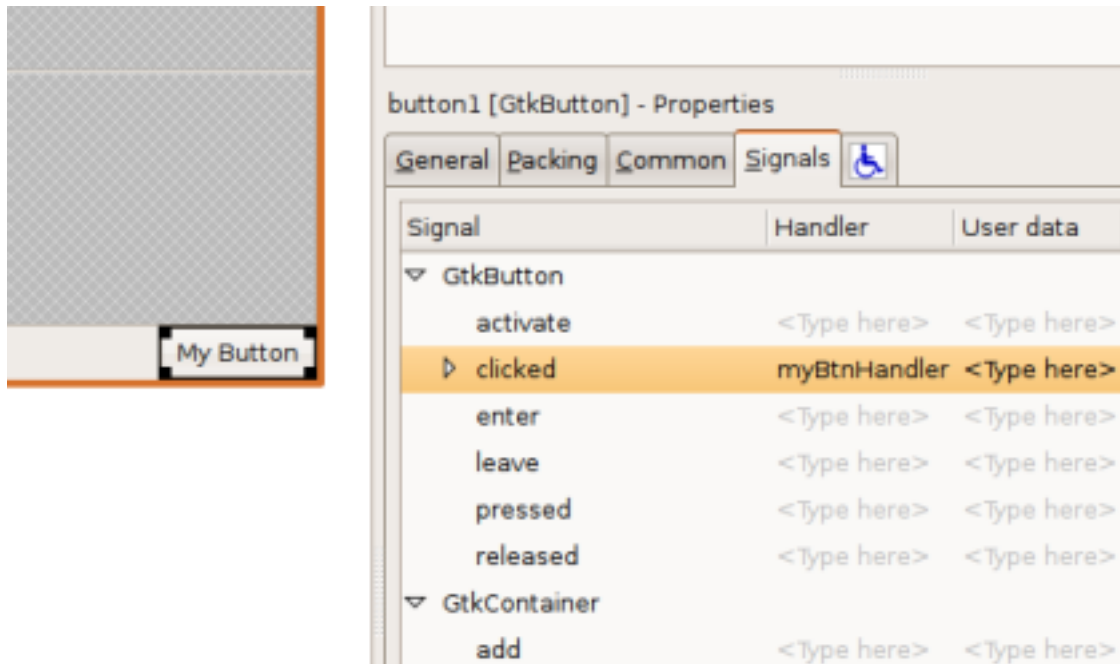 button1 [GtkButton] - Properties
General Packing Common Signals
Signal Handler User data
GtkButton
activate <Type here> <Type here>
clicked myBtnHandler <Type here>
enter <Type here> <Type here>
leave <Type here> <Type here>
pressed <Type here> <Type here>
released <Type here> <Type here>
GtkContainer
add <Type here> <Type here>
My Button